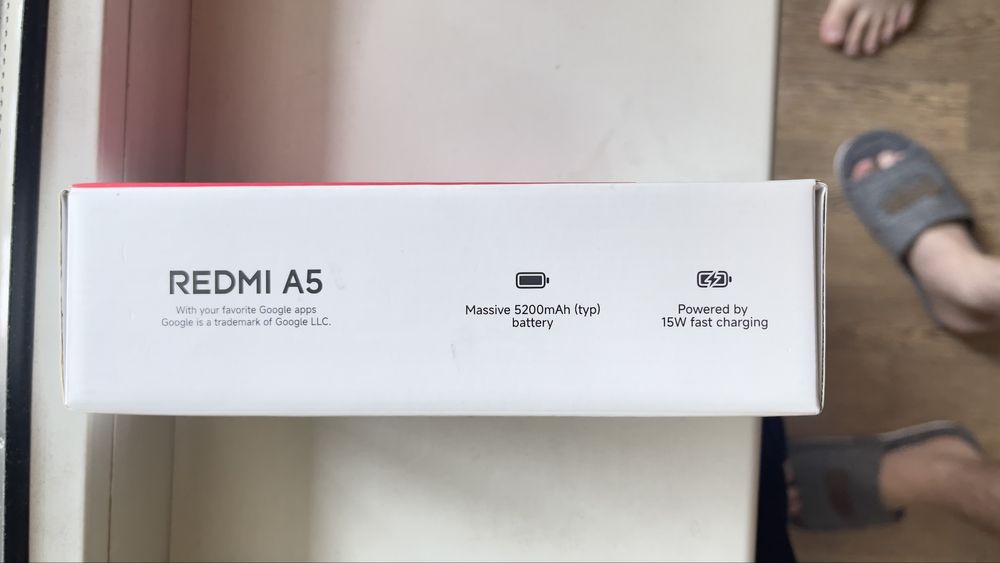 REDMI A5
With your favorite Google apps
Google is a trademark of Google LLC.
Massive 5200mAh (typ)
battery
Powered by
15W fast charging